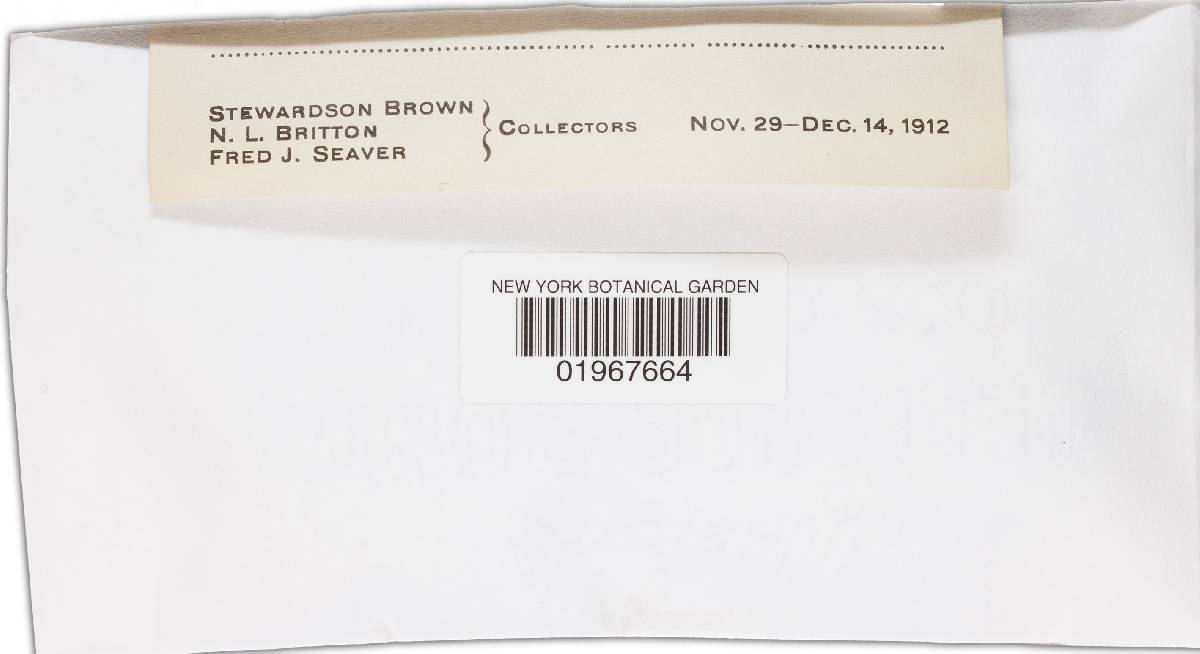 STEWARDSON BROWN
N. L. BRITTON
FRED J. SEAVER
COLLECTORS
NOV. 29–DEC. 14, 1912
NEW YORK BOTANICAL GARDEN
01967664